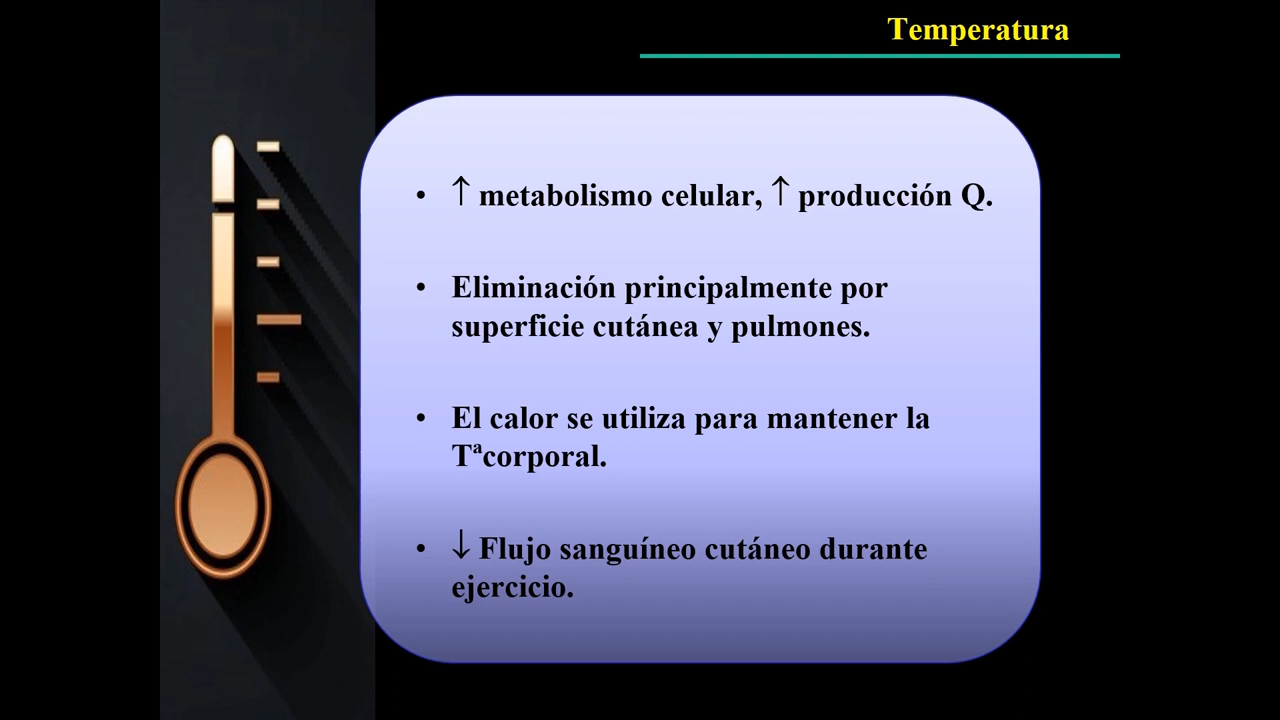 Temperatura
• ↑ metabolismo celular, ↑ producción Q.
• Eliminación principalmente por
superficie cutánea y pulmones.
• El calor se utiliza para mantener la
Tªcorporal.
• ↓ Flujo sanguíneo cutáneo durante
ejercicio.